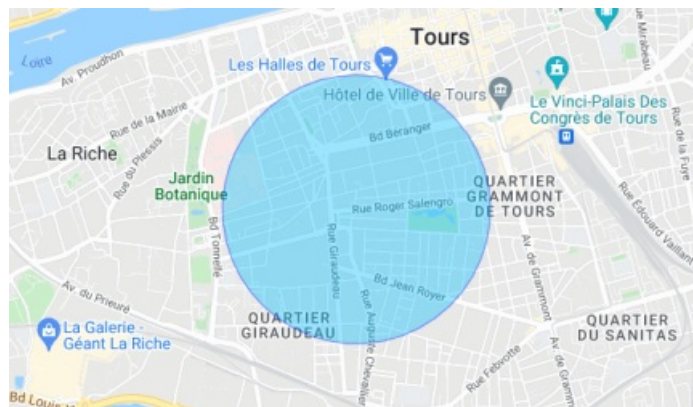 Tours
Loire
Les Halles de Tours
Av. Proudhon
Rue Mirabeau
Hôtel de Ville de Tours
Le Vinci-Palais Des
Congrès de Tours
Rue de la Mairie
Bd Beranger
Rue de la Fuye
La Riche
Rue du Plessis
Jardin
Botanique
QUARTIER
GRAMMONT
DE TOURS
Rue Roger Salengro
Rue Edouard Vaillant
Bd Tonnellé
Rue Giraudeau
Av. de Grammont
Bd Jean Royer
Av. du Prieuré
Rue Auguste Chevallier
QUARTIER
GIRAUDEAU
La Galerie -
Géant La Riche
QUARTIER
DU SANITAS
Av. de Grammont
Rue Febvotte
Bd Louis